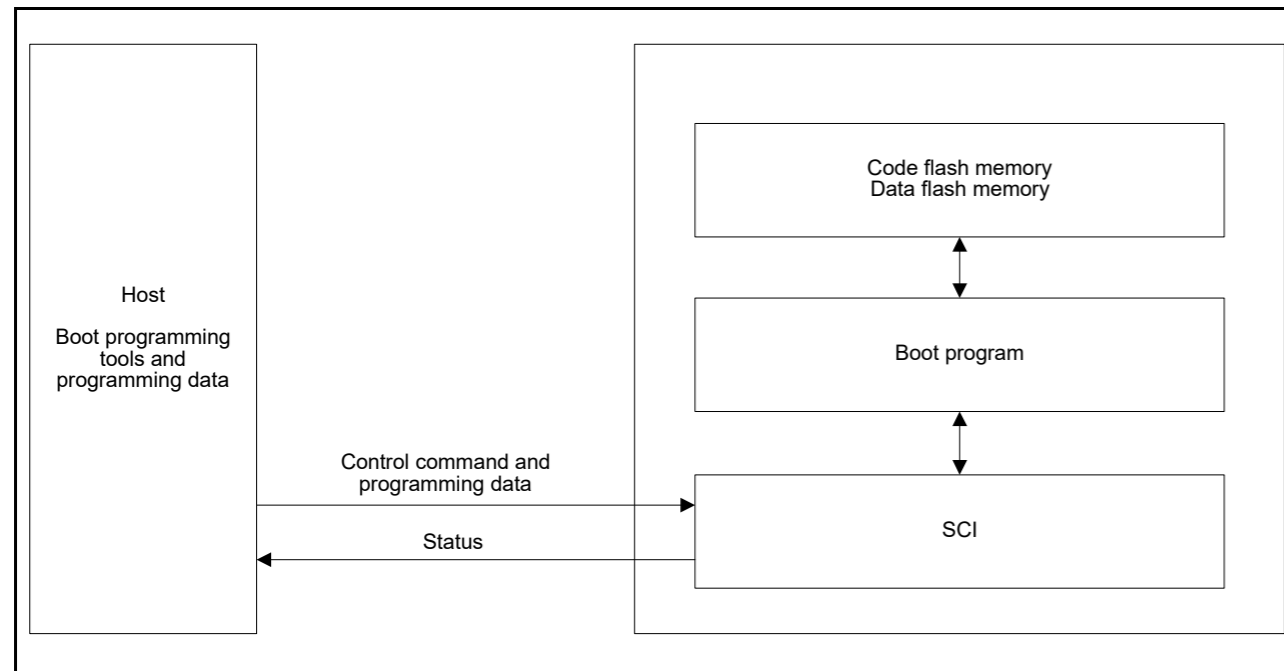 Host
Boot programming
tools and
programming data
Control command and
programming data
Status
Code flash memory
Data flash memory
Boot program
SCI